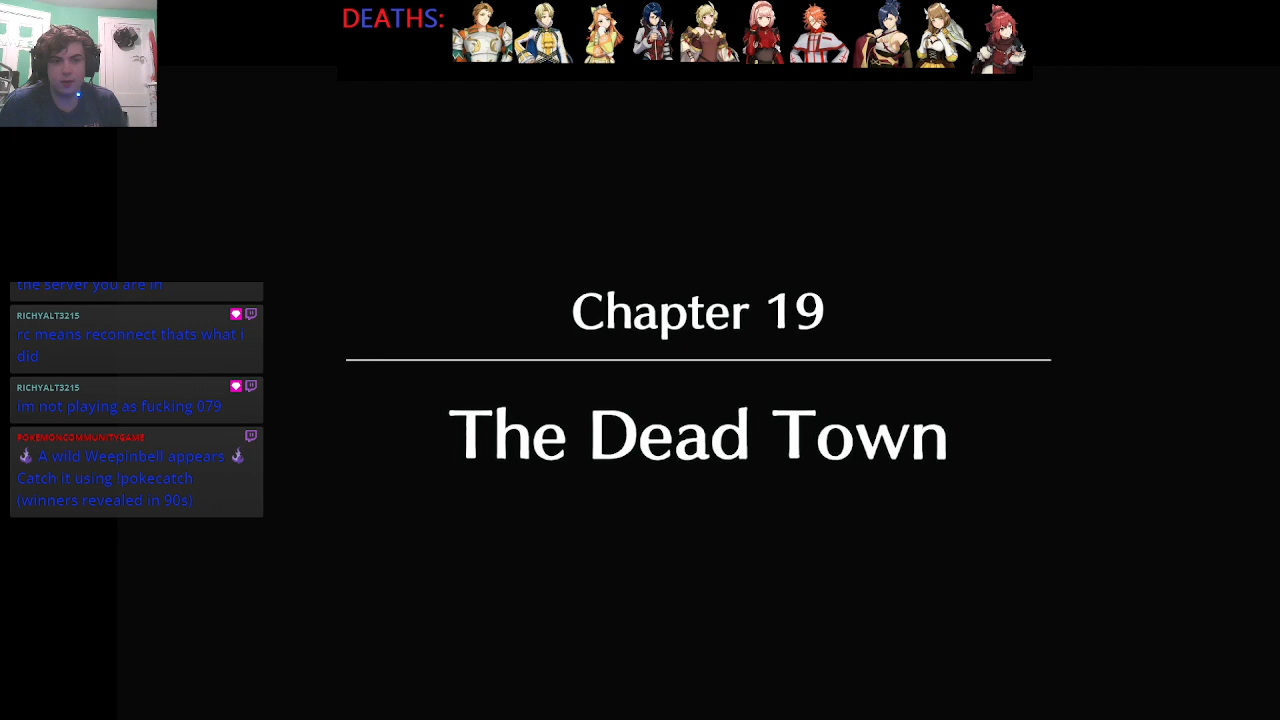 DEATHS:
the server you are in
RICHYALT3215
rc means reconnect thats what i
did
RICHYALT3215
im not playing as fucking 079
POKEMONCOMMUNITYGAME
A wild Weepinbell appears
Catch it using !pokecatch
(winners revealed in 90s)
Chapter 19
The Dead Town